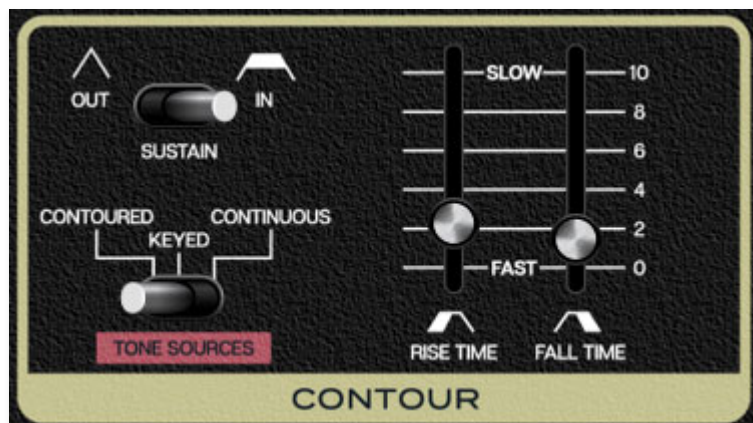 OUT
IN
SUSTAIN
CONTOURED
KEYED
CONTINUOUS
TONE SOURCES
SLOW
10
8
6
4
2
FAST
0
RISE TIME
FALL TIME
CONTOUR